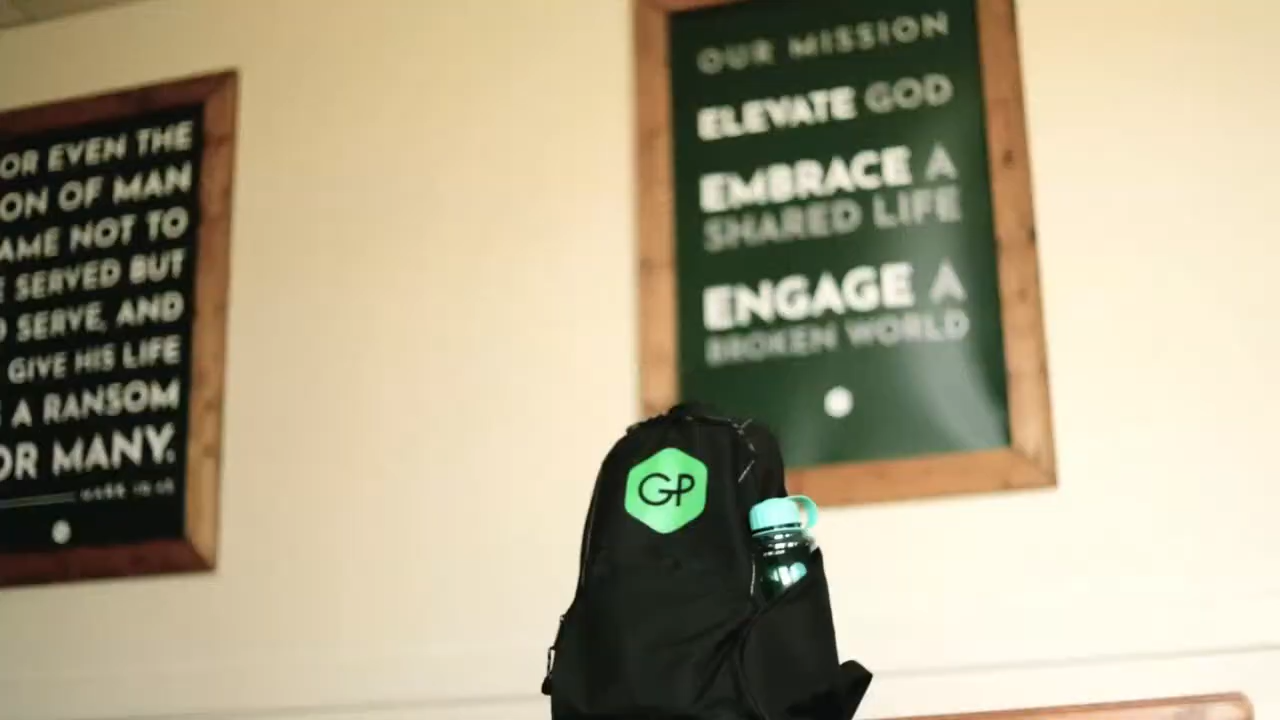 OR EVEN THE
ON OF MAN
AME NOT TO
E SERVED BUT
O SERVE, AND
GIVE HIS LIFE
A RANSOM
OR MANY.
OUR MISSION
ELEVATE GOD
EMBRACE A
SHARED LIFE
ENGAGE A
BROKEN WORLD
GP